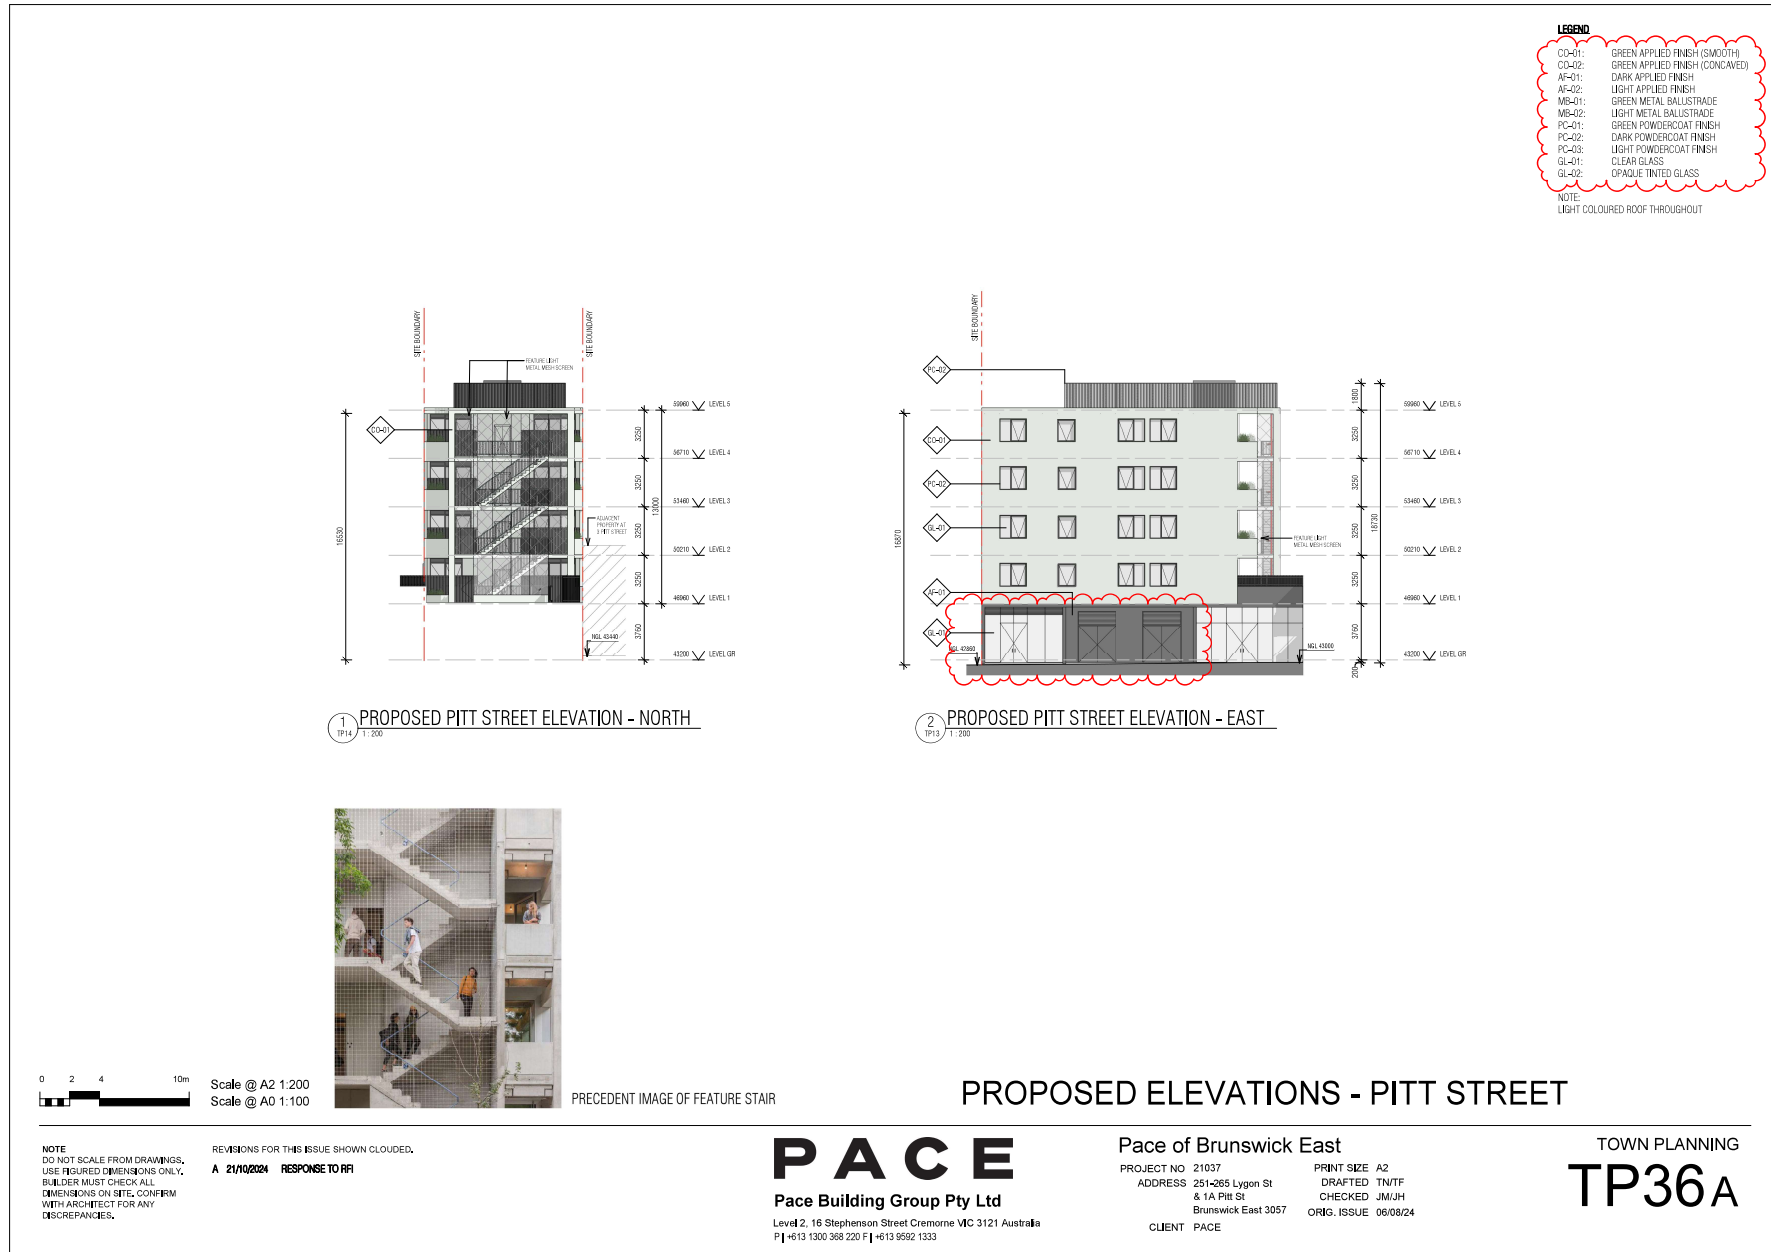 LEGEND
CO-01: GREEN APPLIED FINISH (SMOOTH)
CO-02: GREEN APPLIED FINISH (CONCAVED)
AF-01: DARK APPLIED FINISH
AF-02: LIGHT APPLIED FINISH
MB-01: GREEN METAL BALUSTRADE
MB-02: LIGHT METAL BALUSTRADE
PC-01: GREEN POWDERCOAT FINISH
PC-02: DARK POWDERCOAT FINISH
PC-03: LIGHT POWDERCOAT FINISH
GL-01: CLEAR GLASS
GL-02: OPAQUE TINTED GLASS
NOTE:
LIGHT COLOURED ROOF THROUGHOUT
SITE BOUNDARY
SITE BOUNDARY
FEATURE LIGHT
METAL MESH SCREEN
CO-01
16530
ADJACENT
PROPERTY AT
3 PITT STREET
NGL 43440
3250
3250
3250
3250
3760
13000
59960 LEVEL 5
56710 LEVEL 4
53460 LEVEL 3
50210 LEVEL 2
46960 LEVEL 1
43200 LEVEL GR
1
TP14
PROPOSED PITT STREET ELEVATION - NORTH
1 : 200
SITE BOUNDARY
PC-02
CO-01
PC-02
GL-01
AF-01
GL-01
16870
NGL 42860
FEATURE LIGHT
METAL MESH SCREEN
NGL 43000
1800
3250
3250
3250
3250
3760
200
18730
59960 LEVEL 5
56710 LEVEL 4
53460 LEVEL 3
50210 LEVEL 2
46960 LEVEL 1
43200 LEVEL GR
2
TP13
PROPOSED PITT STREET ELEVATION - EAST
1 : 200
PRECEDENT IMAGE OF FEATURE STAIR
0 2 4 10m
Scale @ A2 1:200
Scale @ A0 1:100
PROPOSED ELEVATIONS - PITT STREET
NOTE
DO NOT SCALE FROM DRAWINGS.
USE FIGURED DIMENSIONS ONLY.
BUILDER MUST CHECK ALL
DIMENSIONS ON SITE. CONFIRM
WITH ARCHITECT FOR ANY
DISCREPANCIES.
REVISIONS FOR THIS ISSUE SHOWN CLOUDED.
A 21/10/2024 RESPONSE TO RFI
PACE
Pace Building Group Pty Ltd
Level 2, 16 Stephenson Street Cremorne VIC 3121 Australia
P | +613 1300 368 220 F | +613 9592 1333
Pace of Brunswick East
PROJECT NO 21037
ADDRESS 251-265 Lygon St
& 1A Pitt St
Brunswick East 3057
CLIENT PACE
PRINT SIZE A2
DRAFTED TN/TF
CHECKED JM/JH
ORIG. ISSUE 06/08/24
TOWN PLANNING
TP36 A